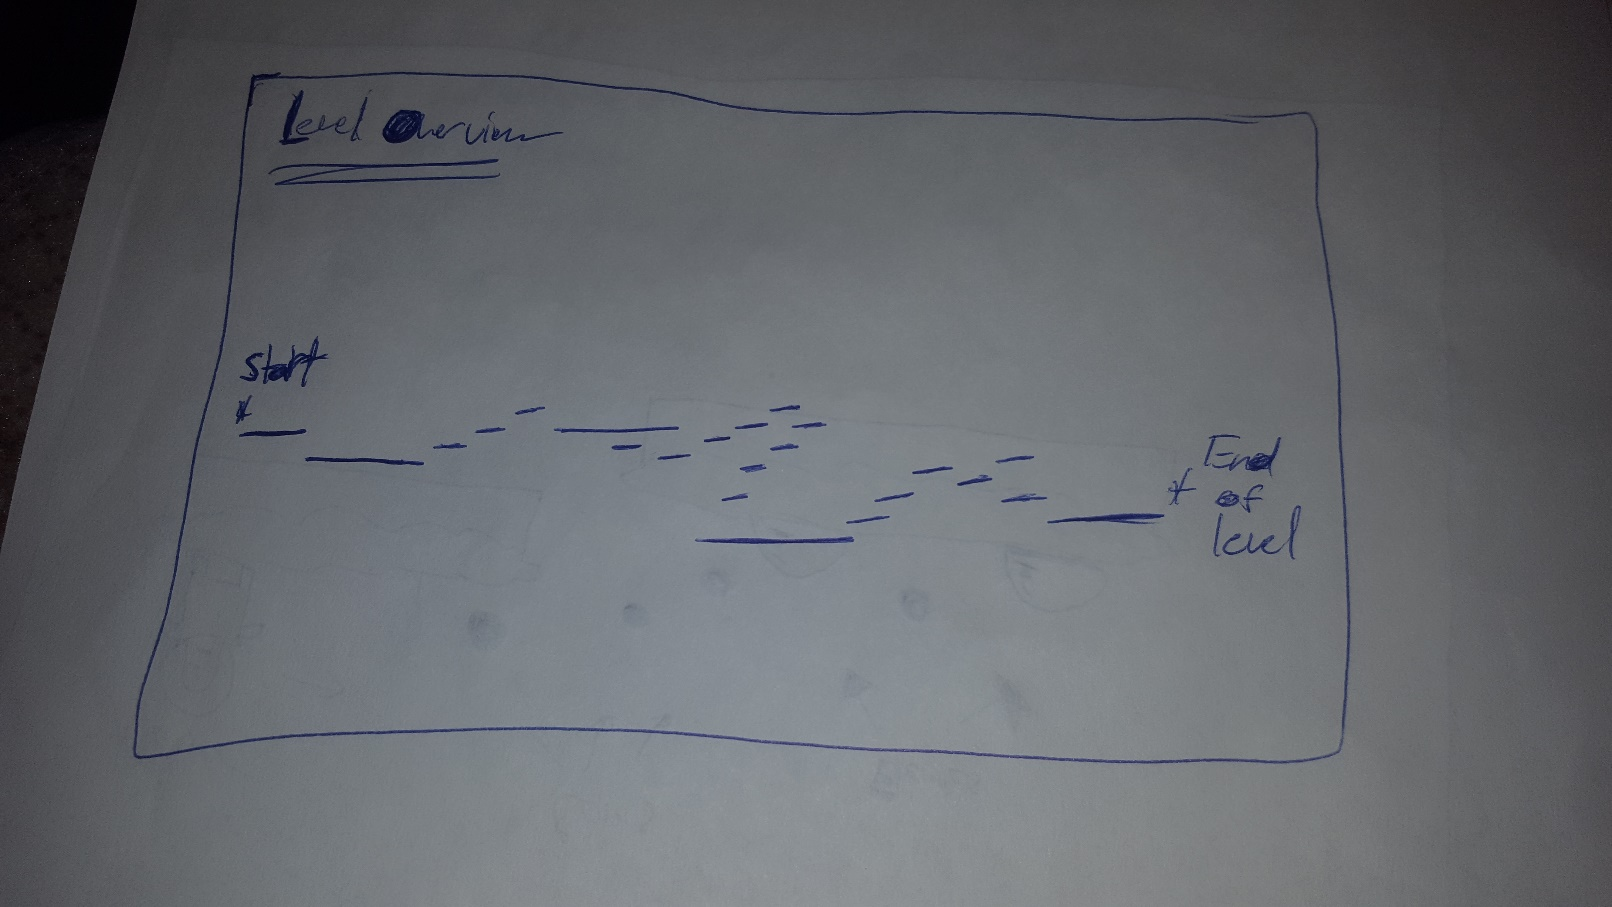 Level Overview
Start
End
of
level